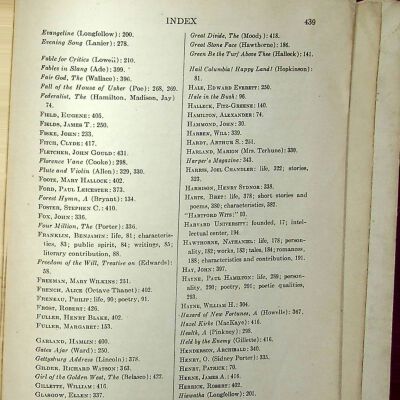 INDEX
439
Evangeline (Longfellow): 200.
Evening Song (Lanier): 278.
Fable for Critics (Lowell): 210.
Fables in Slang (Ade): 399.
Fair God, The (Wallace): 396.
Fall of the House of Usher (Poe): 268, 269.
Federalist, The (Hamilton, Madison, Jay)
74.
FIELD, EUGENE: 405.
FIELDS, JAMES T.: 250.
FISKE, JOHN: 233.
FITCH, CLYDE: 417.
FLETCHER, JOHN GOULD: 431.
Florence Vane (Cooke): 298.
Flute and Violin (Allen): 329, 330.
FOOTE, MARY HALLOCK: 402.
FORD, PAUL LEICESTER: 373.
Forest Hymn, A (Bryant): 134.
FOSTER, STEPHEN C.: 410.
FOX, JOHN: 336.
Four Million, The (Porter): 336.
FRANKLIN, BENJAMIN: life, 81; characteris-
tics, 83; public spirit, 84; writings, 85;
literary contribution, 88.
Freedom of the Will, Treatise on (Edwards):
58.
FREEMAN, MARY WILKINS: 251.
FRENCH, ALICE (Octave Thanet): 402.
FRENEAU, PHILIP: life, 90; poetry, 91.
FROST, ROBERT: 426.
FULLER, HENRY BLAKE: 402.
FULLER, MARGARET: 153.
GARLAND, HAMLIN: 400.
Gates Ajar (Ward): 250.
Gettysburg Address (Lincoln): 378.
GILDER, RICHARD WATSON: 363.
Girl of the Golden West, The (Belasco): 427.
GILLETTE, WILLIAM: 416.
GLASGOW, ELLEN: 337.
Great Divide, The (Moody): 418.
Great Stone Face (Hawthorne): 186.
Green Be the Turf Above Thee (Halleck): 141.
Hail Columbia! Happy Land! (Hopkinson):
81.
HALE, EDWARD EVERETT: 250.
Hale in the Bush: 96.
HALLECK, FITZ-GREENE: 140.
HAMILTON, ALEXANDER: 74.
HAMMOND, JOHN: 30.
HARBEN, WILL: 339.
HARDY, ARTHUR S.: 251.
HARLAND, MARION (Mrs. Terhune): 339.
Harper's Magazine: 343.
HARRIS, JOEL CHANDLER: life, 322; stories,
323.
HARRISON, HENRY SYDNOR: 338.
HARTE, BRET: life, 378; short stories and
poems, 380; characteristics, 382.
"HARTFORD WITS": 93.
HARVARD UNIVERSITY: founded, 17; intel-
lectual center, 194.
HAWTHORNE, NATHANIEL: life, 178; person-
ality, 182; works, 183; tales, 184; romances,
188; characteristics and contribution, 191.
HAY, JOHN: 397.
HAYNE, PAUL HAMILTON: life, 289; person-
ality, 290; poetry, 291; poetic qualities,
293.
HAYNE, WILLIAM H.: 304.
Hazard of New Fortunes, A (Howells): 367.
Hazel Kirke (MacKaye): 416.
Health, A (Pinkney): 298.
Held by the Enemy (Gillette): 416.
HENDERSON, ARCHIBALD: 340.
HENRY, O. (Sidney Porter): 335.
HENRY, PATRICK: 70.
HERNE, JAMES A.: 416.
HERRICK, ROBERT: 402.
Hiawatha (Longfellow): 201.